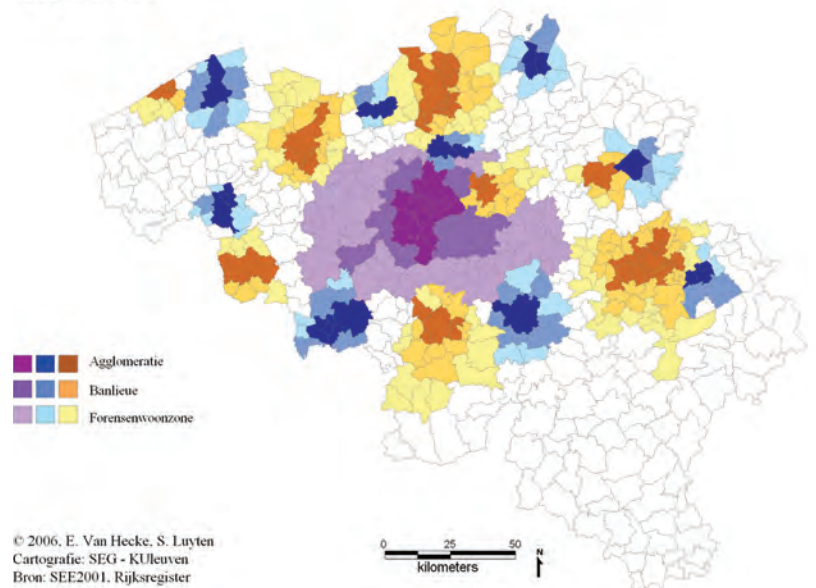 Agglomeratie
Banlieue
Forensenwoonzone
© 2006, E. Van Hecke, S. Luyten
Cartografie: SEG - KUleuven
Bron: SEE2001, Rijksregister
0 25 50
kilometers
N